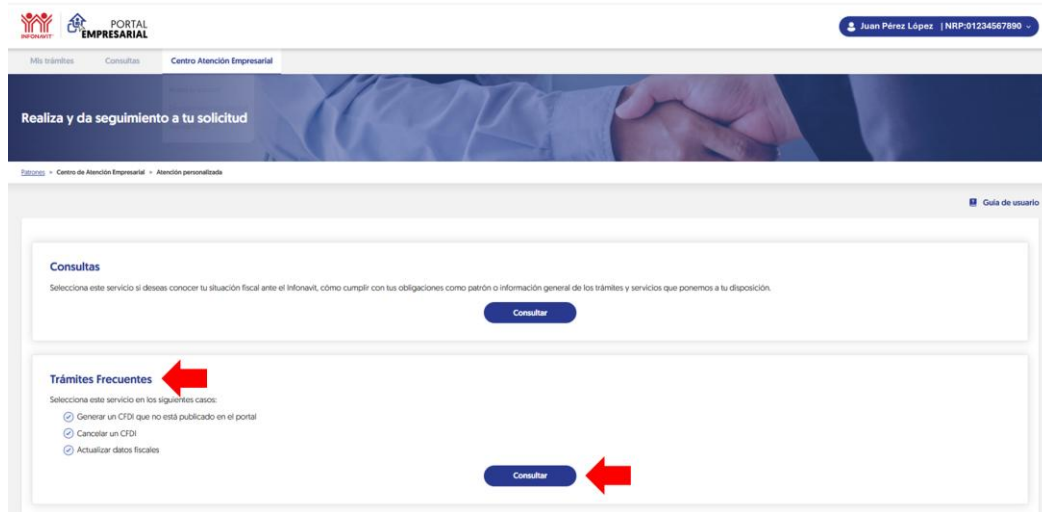 INFONAVIT
PORTAL
EMPRESARIAL
Juan Pérez López | NRP:01234567890
Mis trámites Consultas Centro Atención Empresarial
Realiza y da seguimiento a tu solicitud
Patrones > Centro de Atención Empresarial > Atención personalizada
Guía de usuario
Consultas
Selecciona este servicio si deseas conocer tu situación fiscal ante el Infonavit, cómo cumplir con tus obligaciones como patrón o información general de los trámites y servicios que ponemos a tu disposición.
Consultar
Trámites Frecuentes
Selecciona este servicio en los siguientes casos:
Generar un CFDI que no está publicado en el portal
Cancelar un CFDI
Actualizar datos fiscales
Consultar